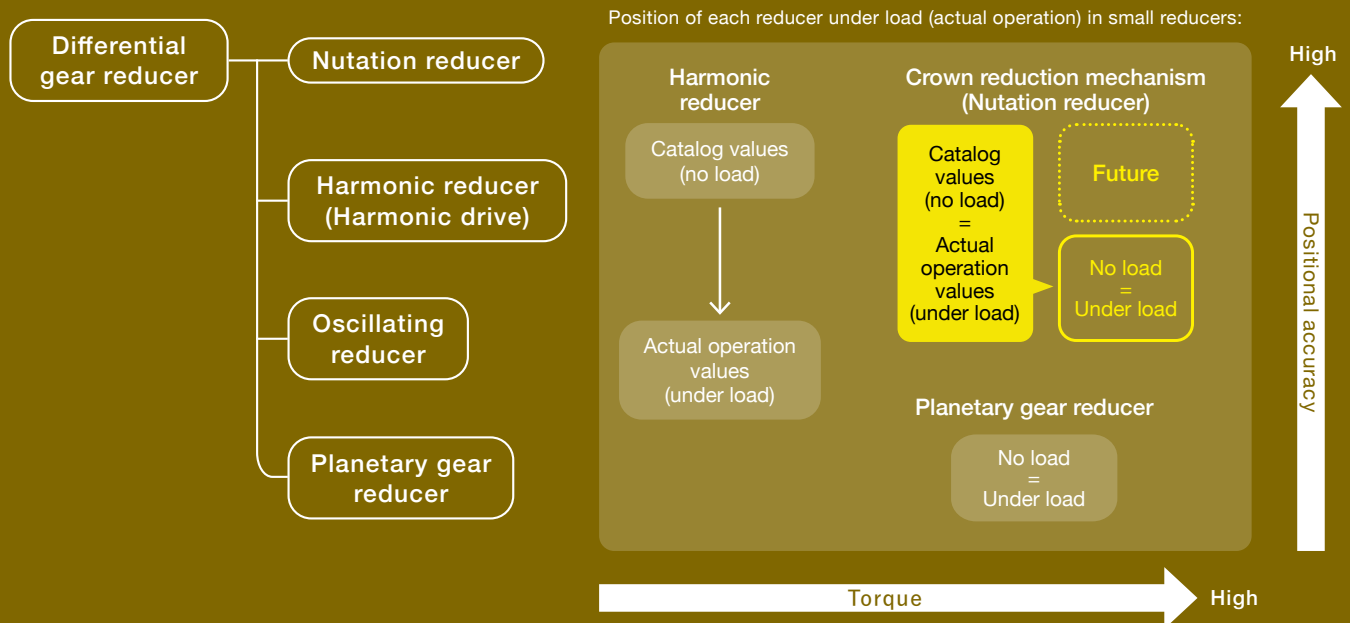 Differential
gear reducer
Nutation reducer
Harmonic reducer
(Harmonic drive)
Oscillating
reducer
Planetary gear
reducer
Position of each reducer under load (actual operation) in small reducers:
Harmonic
reducer
Catalog values
(no load)
Actual operation
values
(under load)
Crown reduction mechanism
(Nutation reducer)
Catalog
values
(no load)
=
Actual
operation
values
(under load)
Future
No load
=
Under load
Planetary gear reducer
No load
=
Under load
High
Positional accuracy
Torque
High